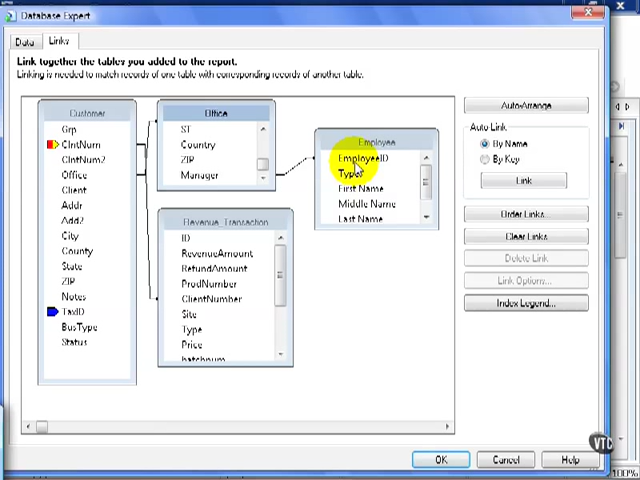 Database Expert
Data
Links
Link together the tables you added to the report.
Linking is needed to match records of one table with corresponding records of another table.
Customer
Grp
ClntNum
ClntNum2
Office
Client
Addr
Add2
City
County
State
ZIP
Notes
TaxID
BusType
Status
Office
ST
Country
ZIP
Manager
Revenue_Transaction
ID
RevenueAmount
RefundAmount
ProdNumber
ClientNumber
Site
Type
Price
batchnum
Employee
EmployeeID
Type
First Name
Middle Name
Last Name
Auto-Arrange
Auto Link
By Name
By Key
Link
Order Links...
Clear Links
Delete Link
Link Options...
Index Legend...
OK
Cancel
Help
VTC
100%